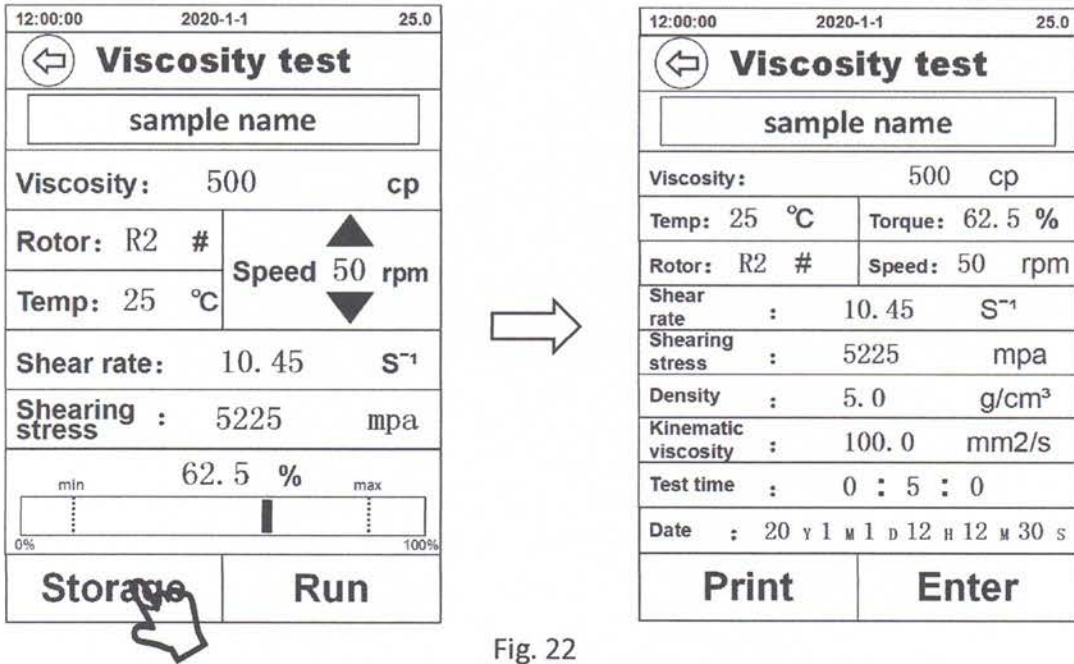 12:00:00 2020-1-1 25.0
Viscosity test
sample name
Viscosity: 500 cp
Rotor: R2 #
Speed 50 rpm
Temp: 25 ℃
Shear rate: 10.45 S⁻¹
Shearing stress : 5225 mpa
62.5 %
min max
0% 100%
Storage Run
12:00:00 2020-1-1 25.0
Viscosity test
sample name
Viscosity: 500 cp
Temp: 25 ℃ Torque: 62.5 %
Rotor: R2 # Speed: 50 rpm
Shear rate : 10.45 S⁻¹
Shearing stress : 5225 mpa
Density : 5.0 g/cm³
Kinematic viscosity : 100.0 mm2/s
Test time : 0 : 5 : 0
Date : 20 Y 1 M 1 D 12 H 12 M 30 S
Print Enter
Fig. 22